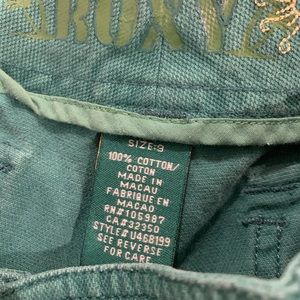 ROXY
SIZE:9
100% COTTON/
COTON
MADE IN
MACAU
FABRIQUE EN
MACAO
RN#105987
CA#32350
STYLE#U468199
SEE REVERSE
FOR CARE